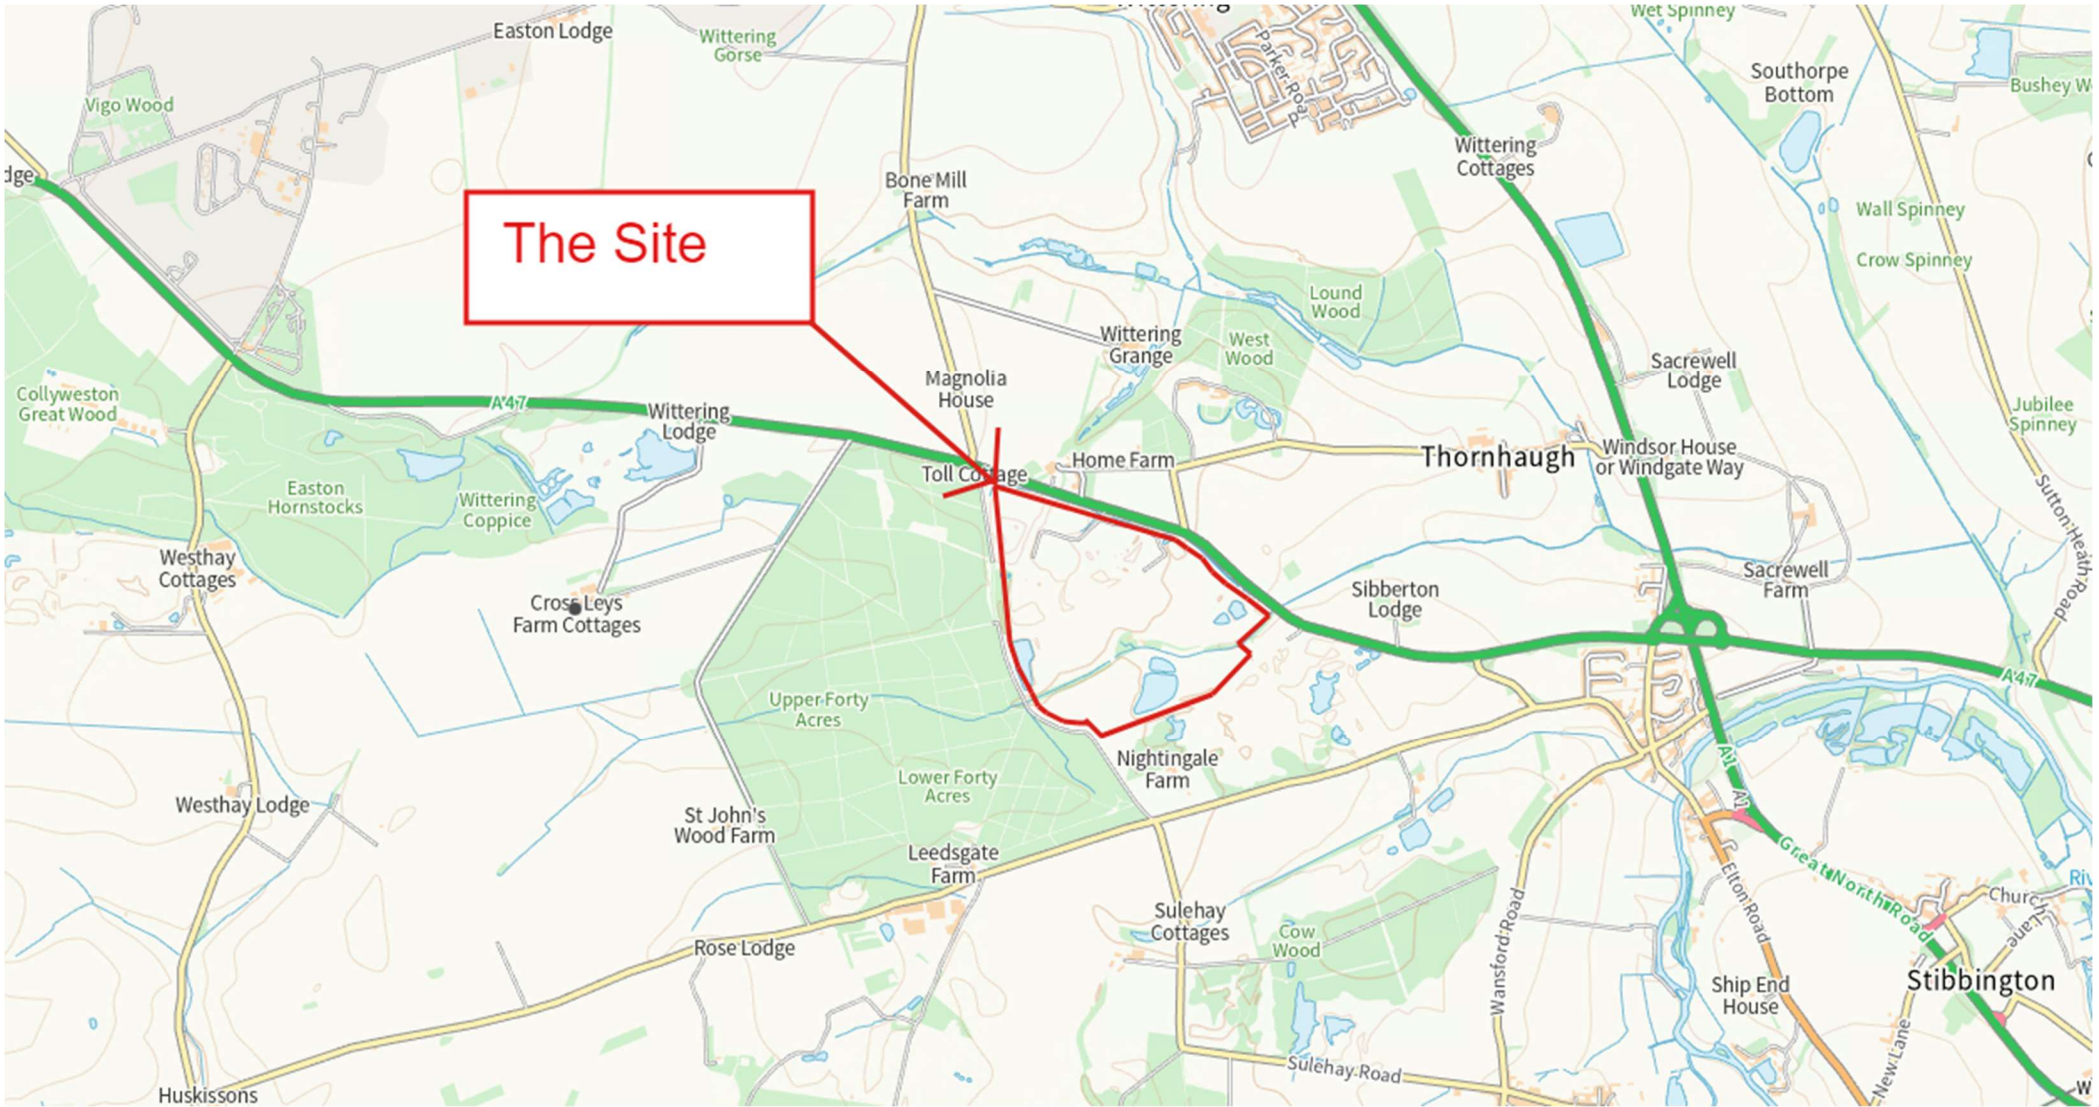 Easton Lodge
Wittering
Gorse
Wittering
Parker Road
Wet Spinney
Southorpe
Bottom
Vigo Wood
Wittering
Cottages
Bone Mill
Farm
Wall Spinney
Crow Spinney
The Site
Lound
Wood
Wittering
Grange
West
Wood
Sacrewell
Lodge
Magnolia
House
Collyweston
Great Wood
A47
Wittering
Lodge
Jubilee
Spinney
Toll Cottage
Home Farm
Thornhaugh
Windsor House
or Windgate Way
Easton
Hornstocks
Wittering
Coppice
Sutton Heath Road
Westhay
Cottages
Cross Leys
Farm Cottages
Sibberton
Lodge
Sacrewell
Farm
A47
Upper Forty
Acres
Nightingale
Farm
Lower Forty
Acres
A1
A1
Westhay Lodge
St John's
Wood Farm
Leedsgate
Farm
Great North Road
Elton Road
Church Lane
Sulehay
Cottages
Cow
Wood
Wansford Road
Rose Lodge
Ship End
House
Stibbington
New Lane
Sulehay Road
Huskissons